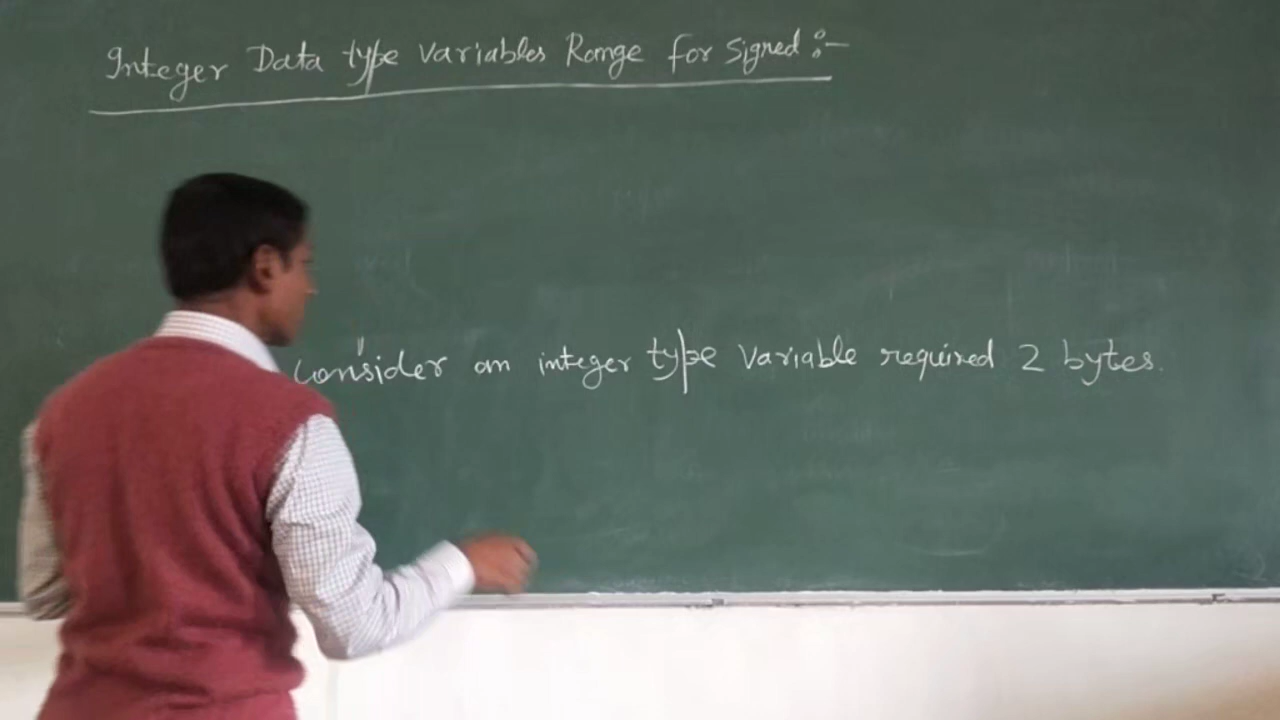 Integer Data type Variables Range for Signed :-
Consider an integer type variable required 2 bytes.